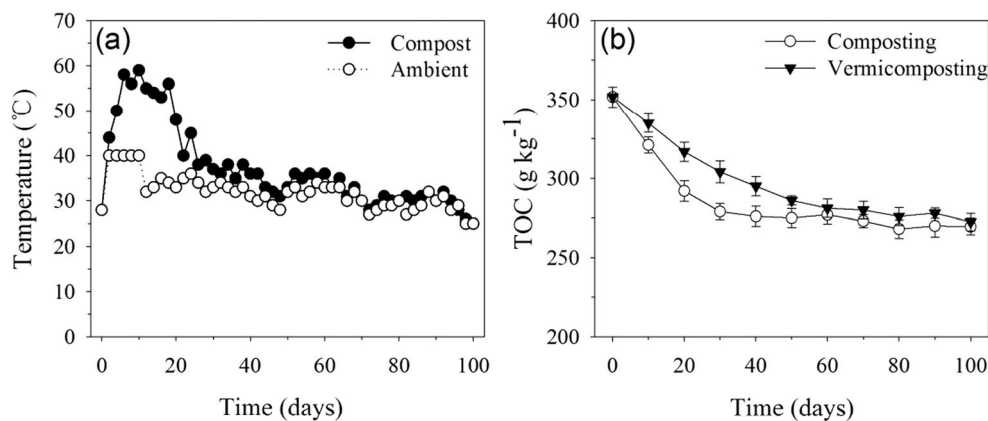 (a)
Compost
Ambient
Temperature (℃)
70
60
50
40
30
20
10
0
0 20 40 60 80 100
Time (days)
(b)
Composting
Vermicomposting
TOC (g kg⁻¹)
400
350
300
250
200
0 20 40 60 80 100
Time (days)